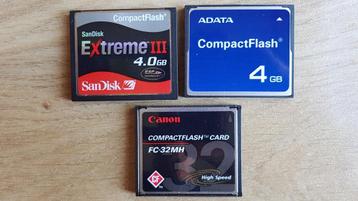 CompactFlash®
SanDisk
Extreme III
4.0GB
SanDisk
ADATA
CompactFlash®
4 GB
Canon
COMPACTFLASH™ CARD
FC-32MH
32
High Speed
CF